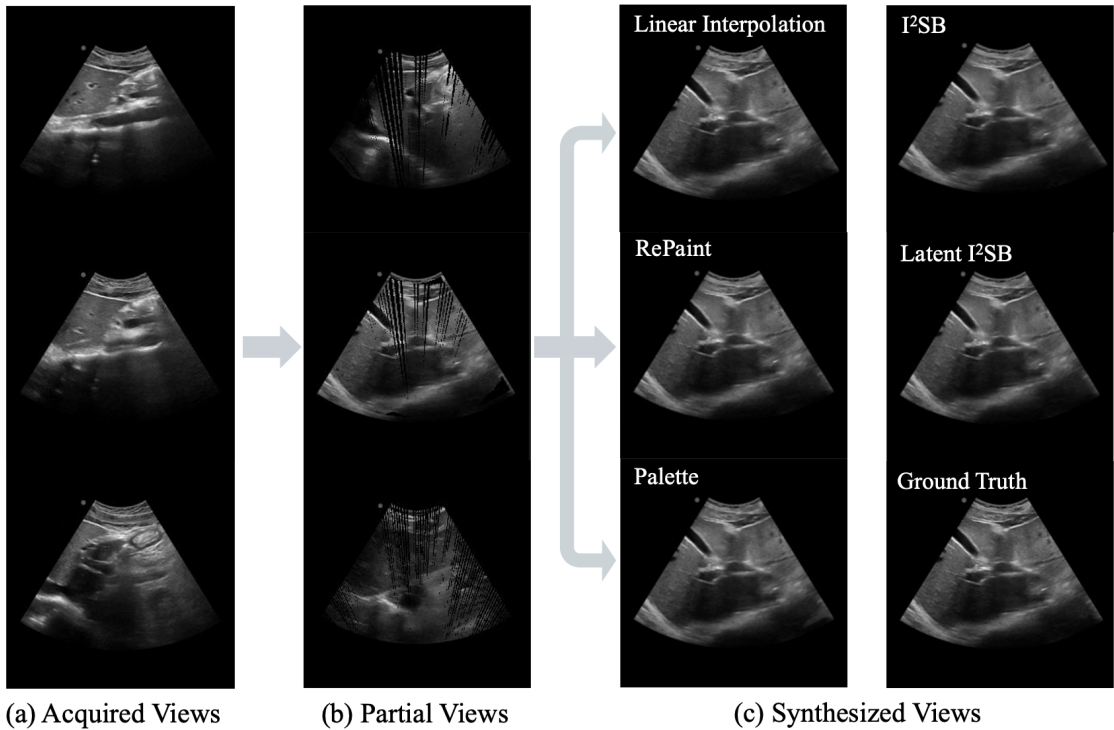 Linear Interpolation
I²SB
RePaint
Latent I²SB
Palette
Ground Truth
(a) Acquired Views
(b) Partial Views
(c) Synthesized Views